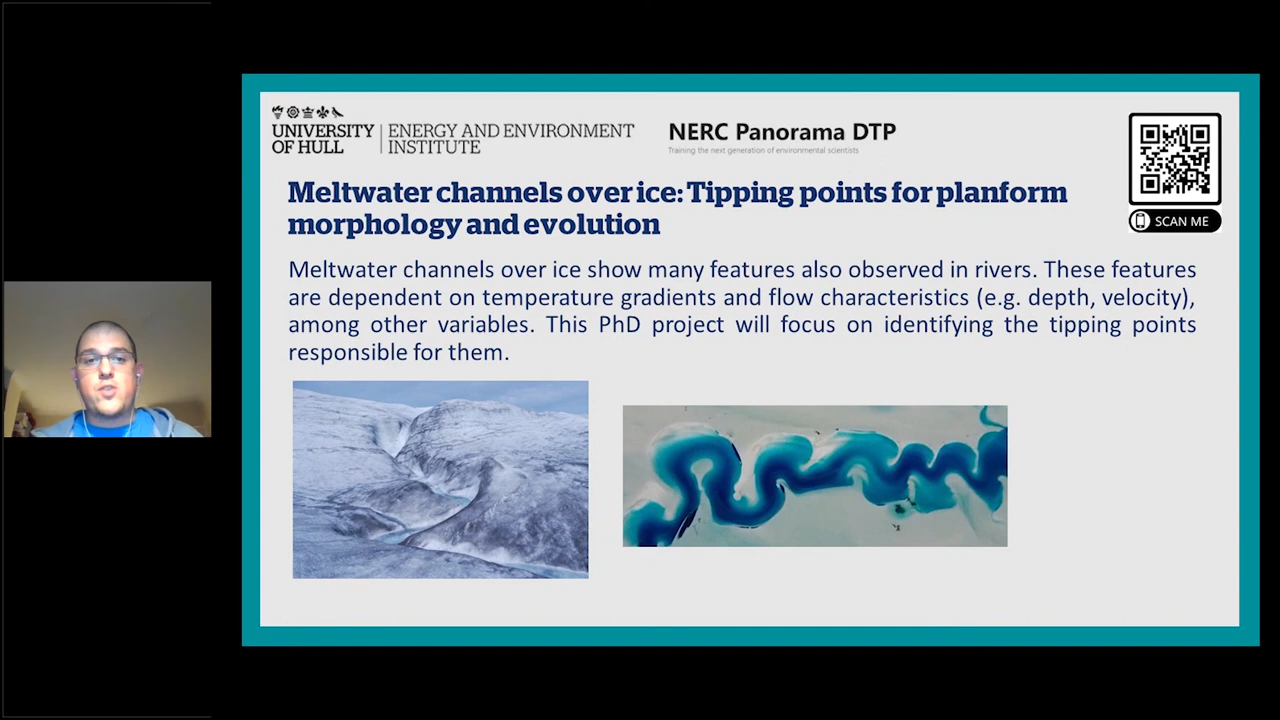 UNIVERSITY
OF HULL
ENERGY AND ENVIRONMENT
INSTITUTE
NERC Panorama DTP
Training the next generation of environmental scientists
SCAN ME
Meltwater channels over ice: Tipping points for planform
morphology and evolution
Meltwater channels over ice show many features also observed in rivers. These features
are dependent on temperature gradients and flow characteristics (e.g. depth, velocity),
among other variables. This PhD project will focus on identifying the tipping points
responsible for them.